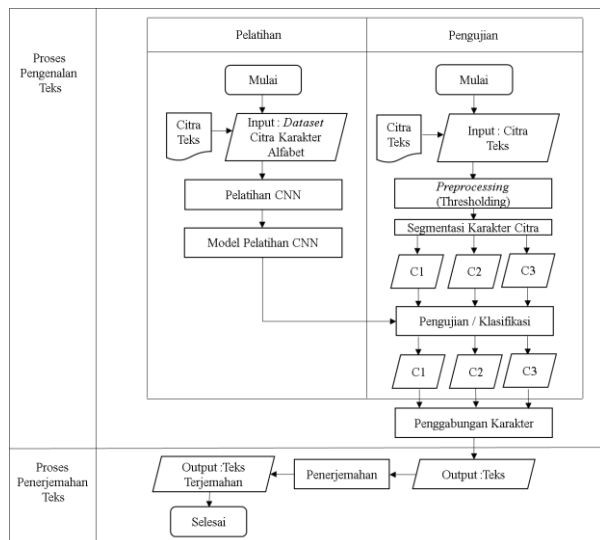 Proses
Pengenalan
Teks
Pelatihan
Pengujian
Mulai
Citra
Teks
Input : Dataset
Citra Karakter
Alfabet
Pelatihan CNN
Model Pelatihan CNN
Mulai
Citra
Teks
Input : Citra
Teks
Preprocessing
(Thresholding)
Segmentasi Karakter Citra
C1
C2
C3
Pengujian / Klasifikasi
C1
C2
C3
Penggabungan Karakter
Proses
Penerjemahan
Teks
Output :Teks
Terjemahan
Penerjemahan
Output :Teks
Selesai